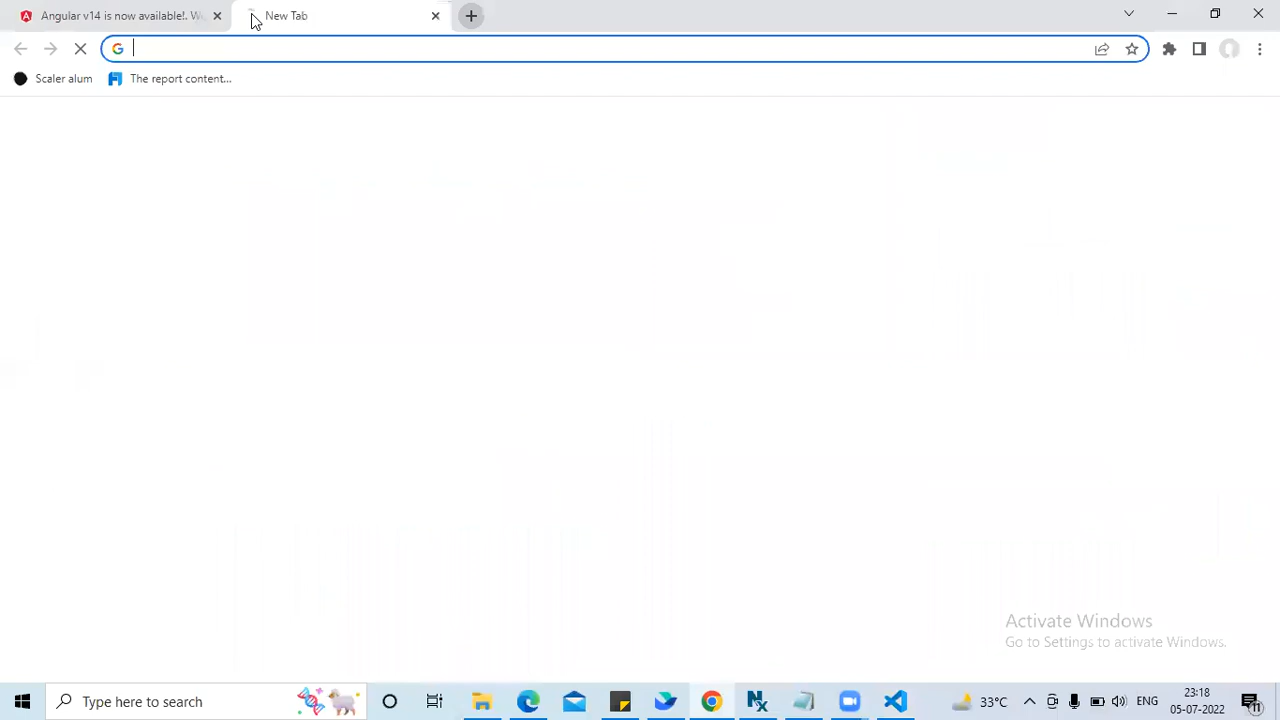 Angular v14 is now available!. W
New Tab
Scaler alum
The report content...
Activate Windows
Go to Settings to activate Windows.
Type here to search
33°C
ENG
23:18
05-07-2022